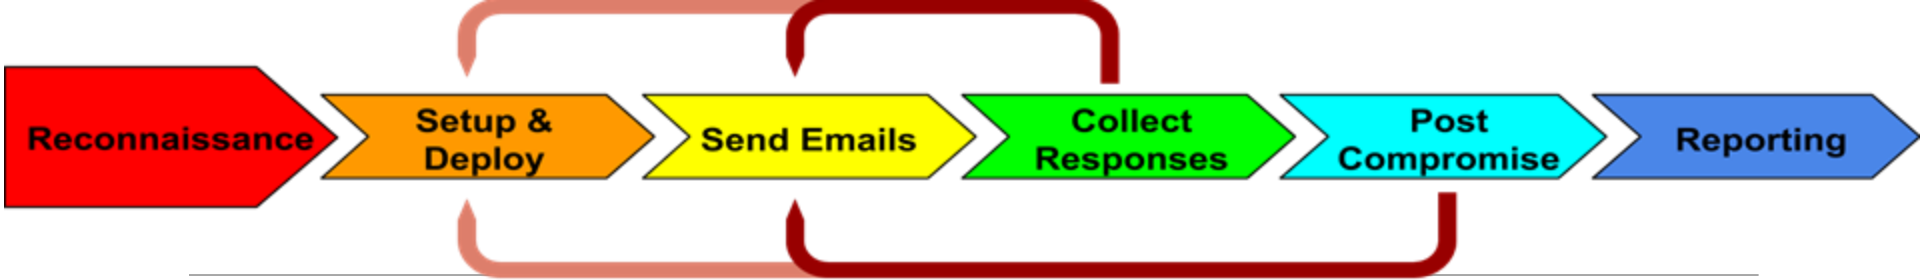 Reconnaissance
Setup &
Deploy
Send Emails
Collect
Responses
Post
Compromise
Reporting